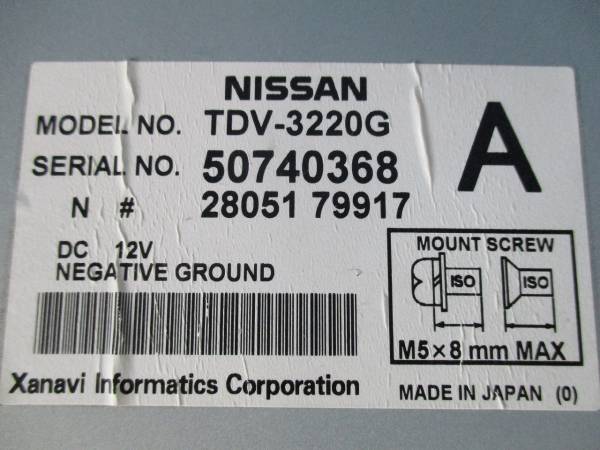 NISSAN
MODEL NO. TDV-3220G
SERIAL NO. 50740368
N # 28051 79917
A
DC 12V
NEGATIVE GROUND
MOUNT SCREW
ISO ISO
M5×8 mm MAX
Xanavi Informatics Corporation
MADE IN JAPAN (0)